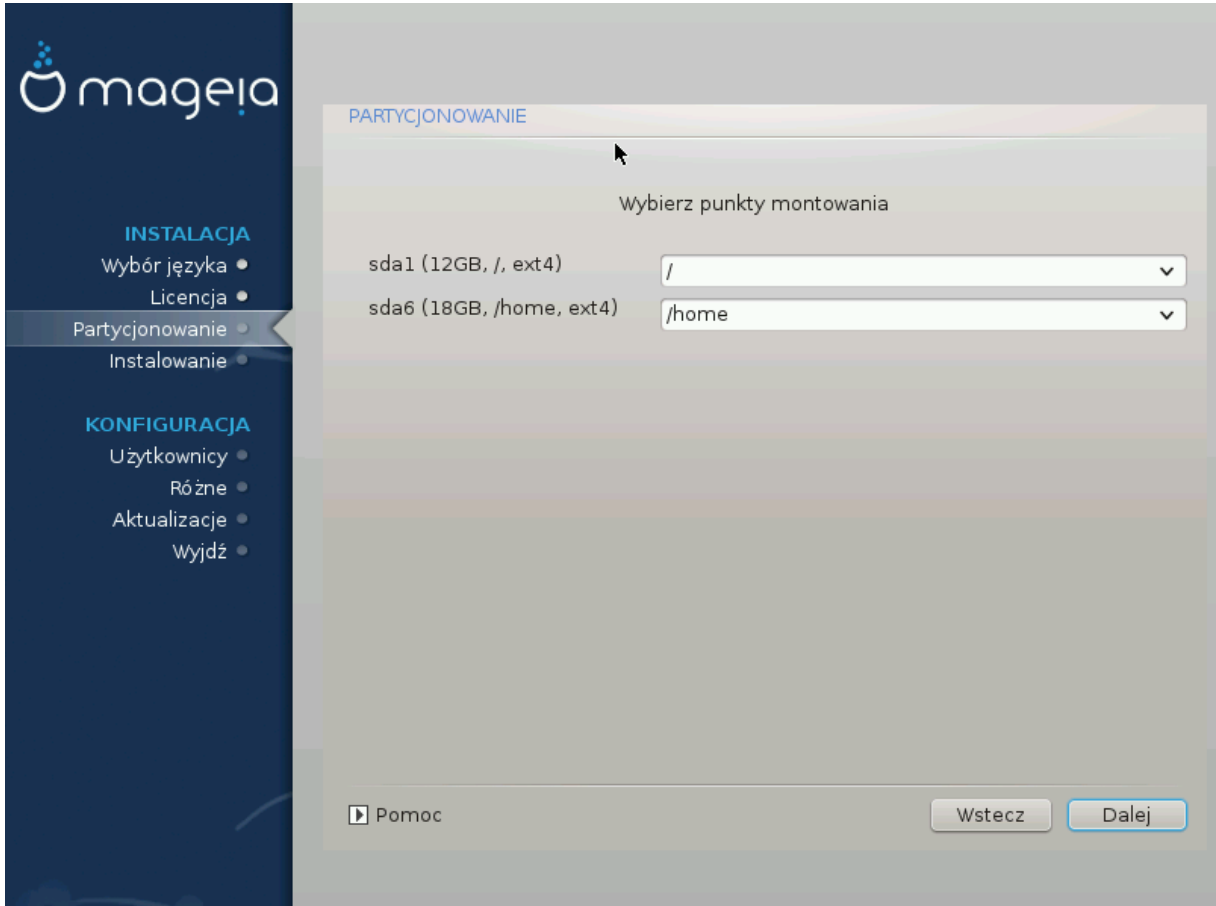 mageia
INSTALACJA
Wybór języka
Licencja
Partycjonowanie
Instalowanie
KONFIGURACJA
Użytkownicy
Różne
Aktualizacje
Wyjdź
PARTYCJONOWANIE
Wybierz punkty montowania
sda1 (12GB, /, ext4) /
sda6 (18GB, /home, ext4) /home
Pomoc Wstecz Dalej